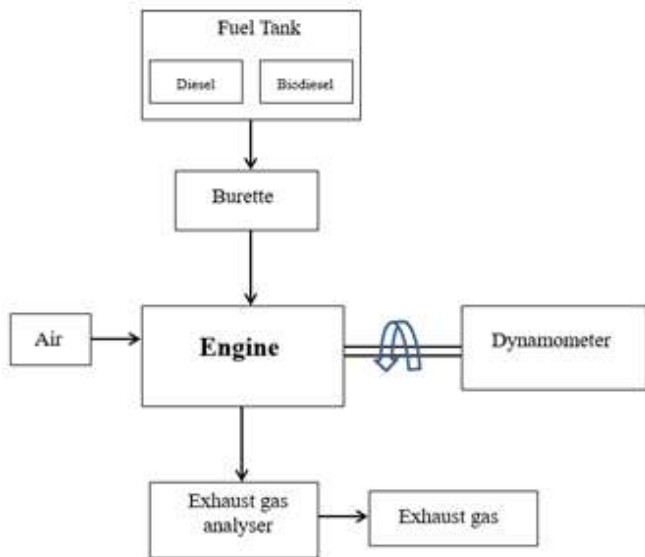 Fuel Tank
Diesel
Biodiesel
Burette
Air
Engine
Dynamometer
Exhaust gas
analyser
Exhaust gas